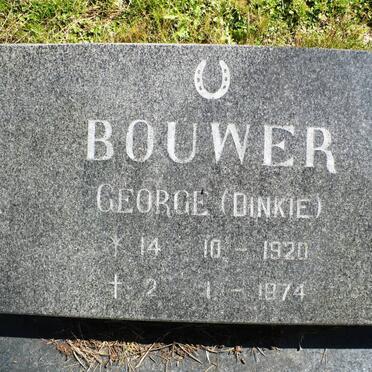 BOUWER
GEORGE (DINKIE)
* 14 10 - 1920
† 2 1 - 1974